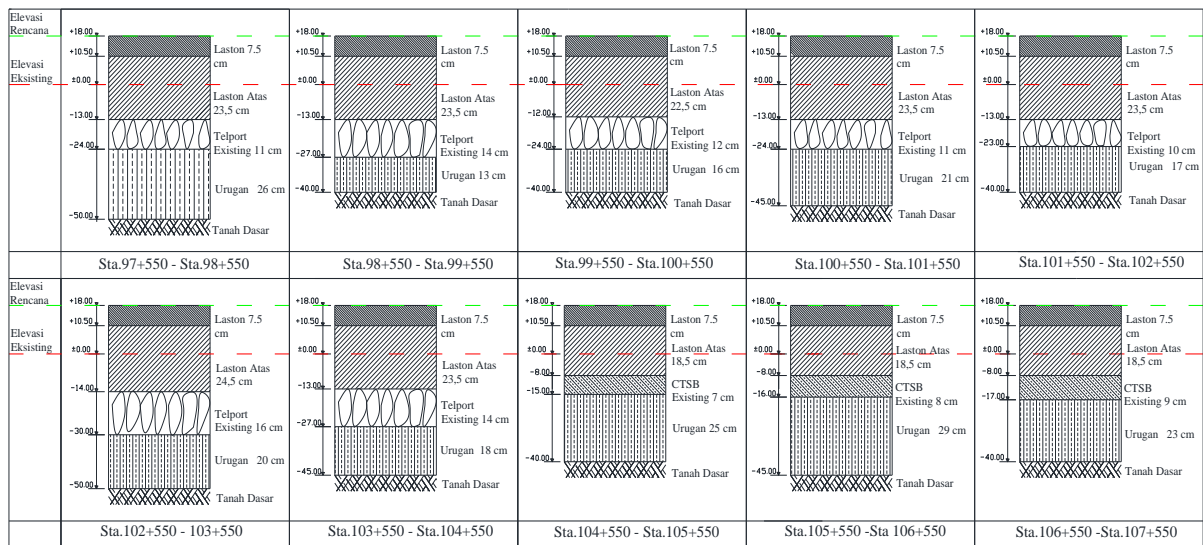 Elevasi
Rencana
Elevasi
Eksisting
+18.00
+10.50
±0.00
-13.00
-24.00
-50.00
Laston 7.5
cm
Laston Atas
23,5 cm
Telport
Existing 11 cm
Urugan 26 cm
Tanah Dasar
+18.00
+10.50
±0.00
-13.00
-27.00
-40.00
Laston 7.5
cm
Laston Atas
23,5 cm
Telport
Existing 14 cm
Urugan 13 cm
Tanah Dasar
+18.00
+10.50
±0.00
-12.00
-24.00
-40.00
Laston 7.5
cm
Laston Atas
22,5 cm
Telport
Existing 12 cm
Urugan 16 cm
Tanah Dasar
+18.00
+10.50
±0.00
-13.00
-24.00
-45.00
Laston 7.5
cm
Laston Atas
23,5 cm
Telport
Existing 11 cm
Urugan 21 cm
Tanah Dasar
+18.00
+10.50
±0.00
-13.00
-23.00
-40.00
Laston 7.5
cm
Laston Atas
23,5 cm
Telport
Existing 10 cm
Urugan 17 cm
Tanah Dasar
Sta.97+550 - Sta.98+550
Sta.98+550 - Sta.99+550
Sta.99+550 - Sta.100+550
Sta.100+550 - Sta.101+550
Sta.101+550 - Sta.102+550
Elevasi
Rencana
Elevasi
Eksisting
+18.00
+10.50
±0.00
-14.00
-30.00
-50.00
Laston 7.5
cm
Laston Atas
24,5 cm
Telport
Existing 16 cm
Urugan 20 cm
Tanah Dasar
+18.00
+10.50
±0.00
-13.00
-27.00
-45.00
Laston 7.5
cm
Laston Atas
23,5 cm
Telport
Existing 14 cm
Urugan 18 cm
Tanah Dasar
+18.00
+10.50
±0.00
-8.00
-15.00
-40.00
Laston 7.5
cm
Laston Atas
18,5 cm
CTSB
Existing 7 cm
Urugan 25 cm
Tanah Dasar
+18.00
+10.50
±0.00
-8.00
-16.00
-45.00
Laston 7.5
cm
Laston Atas
18,5 cm
CTSB
Existing 8 cm
Urugan 29 cm
Tanah Dasar
+18.00
+10.50
±0.00
-8.00
-17.00
-40.00
Laston 7.5
cm
Laston Atas
18,5 cm
CTSB
Existing 9 cm
Urugan 23 cm
Tanah Dasar
Sta.102+550 - 103+550
Sta.103+550 - Sta.104+550
Sta.104+550 - Sta.105+550
Sta.105+550 -Sta 106+550
Sta.106+550 -Sta.107+550